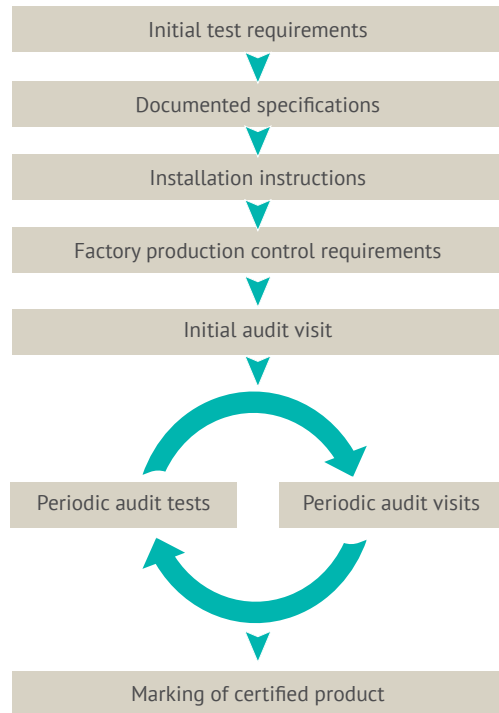 Initial test requirements
Documented specifications
Installation instructions
Factory production control requirements
Initial audit visit
Periodic audit tests
Periodic audit visits
Marking of certified product